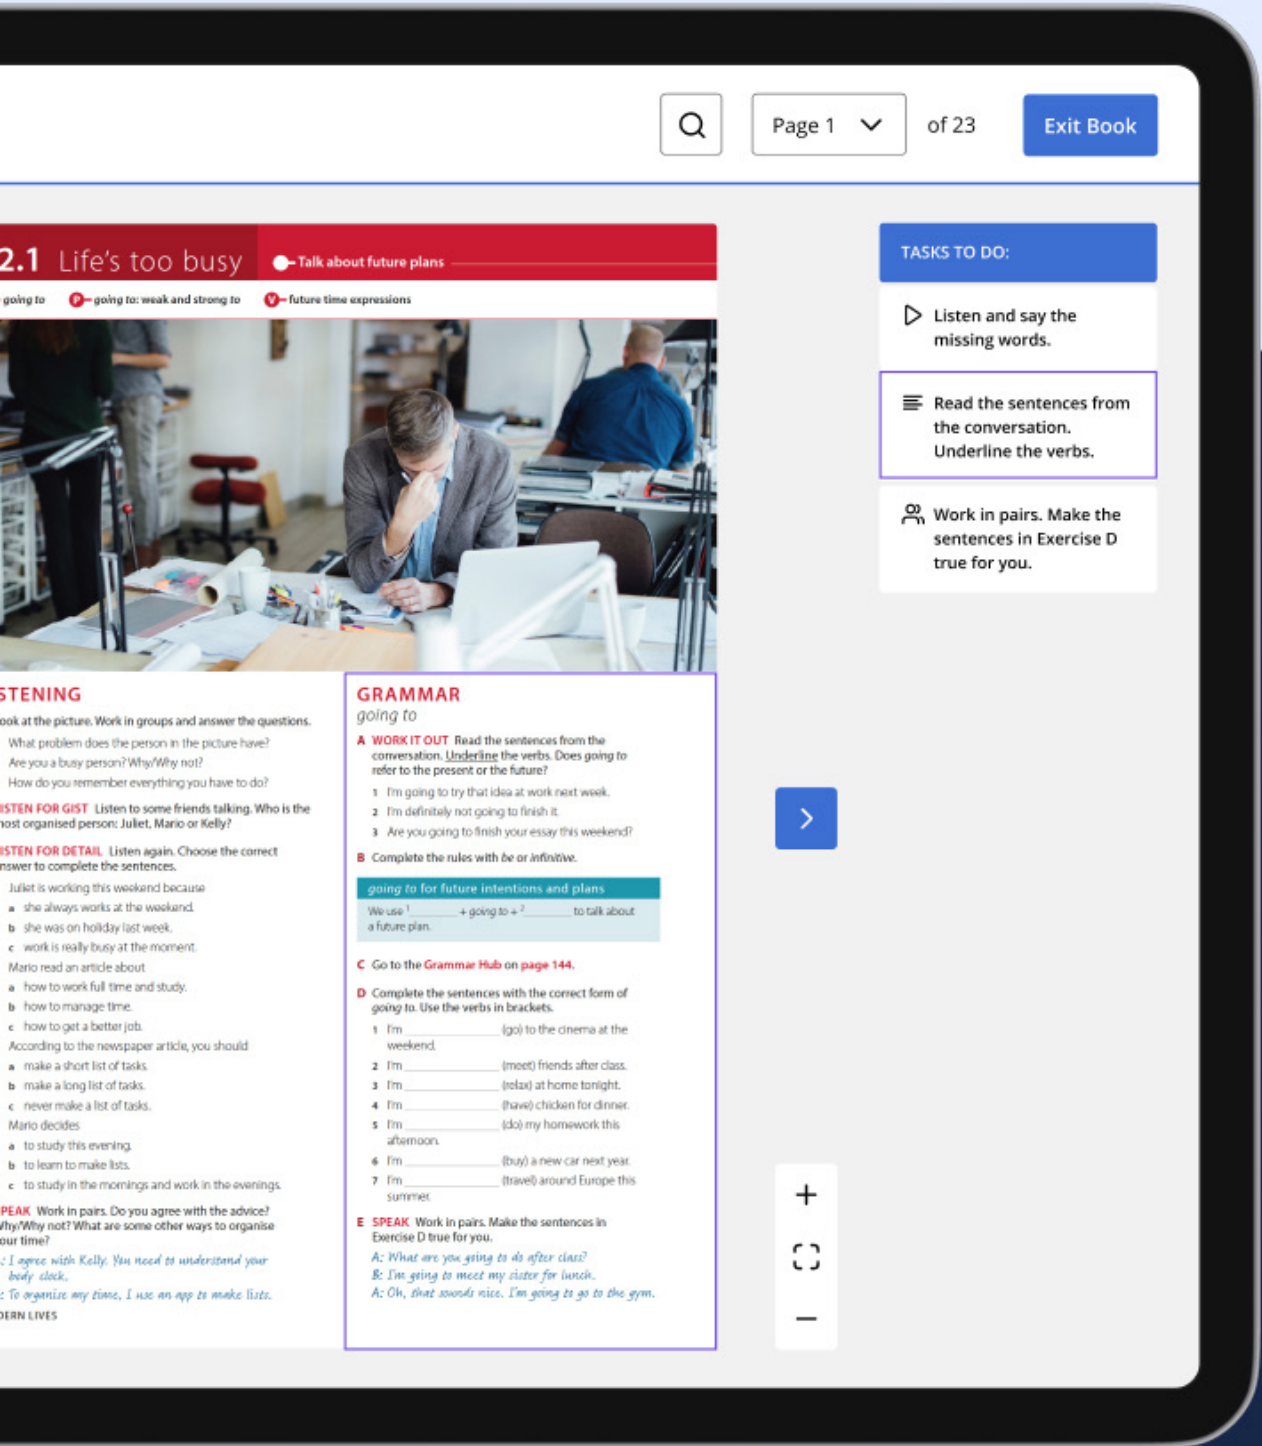 Page 1
of 23
Exit Book
2.1 Life's too busy
Talk about future plans
going to
P going to: weak and strong to
V future time expressions
TASKS TO DO:
Listen and say the
missing words.
Read the sentences from
the conversation.
Underline the verbs.
Work in pairs. Make the
sentences in Exercise D
true for you.
STENING
ook at the picture. Work in groups and answer the questions.
What problem does the person in the picture have?
Are you a busy person? Why/Why not?
How do you remember everything you have to do?
ISTEN FOR GIST Listen to some friends talking. Who is the
nost organised person: Juliet, Mario or Kelly?
ISTEN FOR DETAIL Listen again. Choose the correct
nswer to complete the sentences.
Juliet is working this weekend because
a she always works at the weekend.
b she was on holiday last week.
c work is really busy at the moment.
Mario read an article about
a how to work full time and study.
b how to manage time.
c how to get a better job.
According to the newspaper article, you should
a make a short list of tasks.
b make a long list of tasks.
c never make a list of tasks.
Mario decides
a to study this evening.
b to learn to make lists.
c to study in the mornings and work in the evenings.
PEAK Work in pairs. Do you agree with the advice?
Why/Why not? What are some other ways to organise
our time?
: I agree with Kelly. You need to understand your
body clock.
: To organise my time, I use an app to make lists.
DERN LIVES
GRAMMAR
going to
A WORK IT OUT Read the sentences from the
conversation. Underline the verbs. Does going to
refer to the present or the future?
1 I'm going to try that idea at work next week.
2 I'm definitely not going to finish it.
3 Are you going to finish your essay this weekend?
B Complete the rules with be or infinitive.
going to for future intentions and plans
We use 1________ + going to + 2________ to talk about
a future plan.
C Go to the Grammar Hub on page 144.
D Complete the sentences with the correct form of
going to. Use the verbs in brackets.
1 I'm ______________ (go) to the cinema at the
weekend.
2 I'm ______________ (meet) friends after class.
3 I'm ______________ (relax) at home tonight.
4 I'm ______________ (have) chicken for dinner.
5 I'm ______________ (do) my homework this
afternoon.
6 I'm ______________ (buy) a new car next year.
7 I'm ______________ (travel) around Europe this
summer.
E SPEAK Work in pairs. Make the sentences in
Exercise D true for you.
A: What are you going to do after class?
B: I'm going to meet my sister for lunch.
A: Oh, that sounds nice. I'm going to go to the gym.